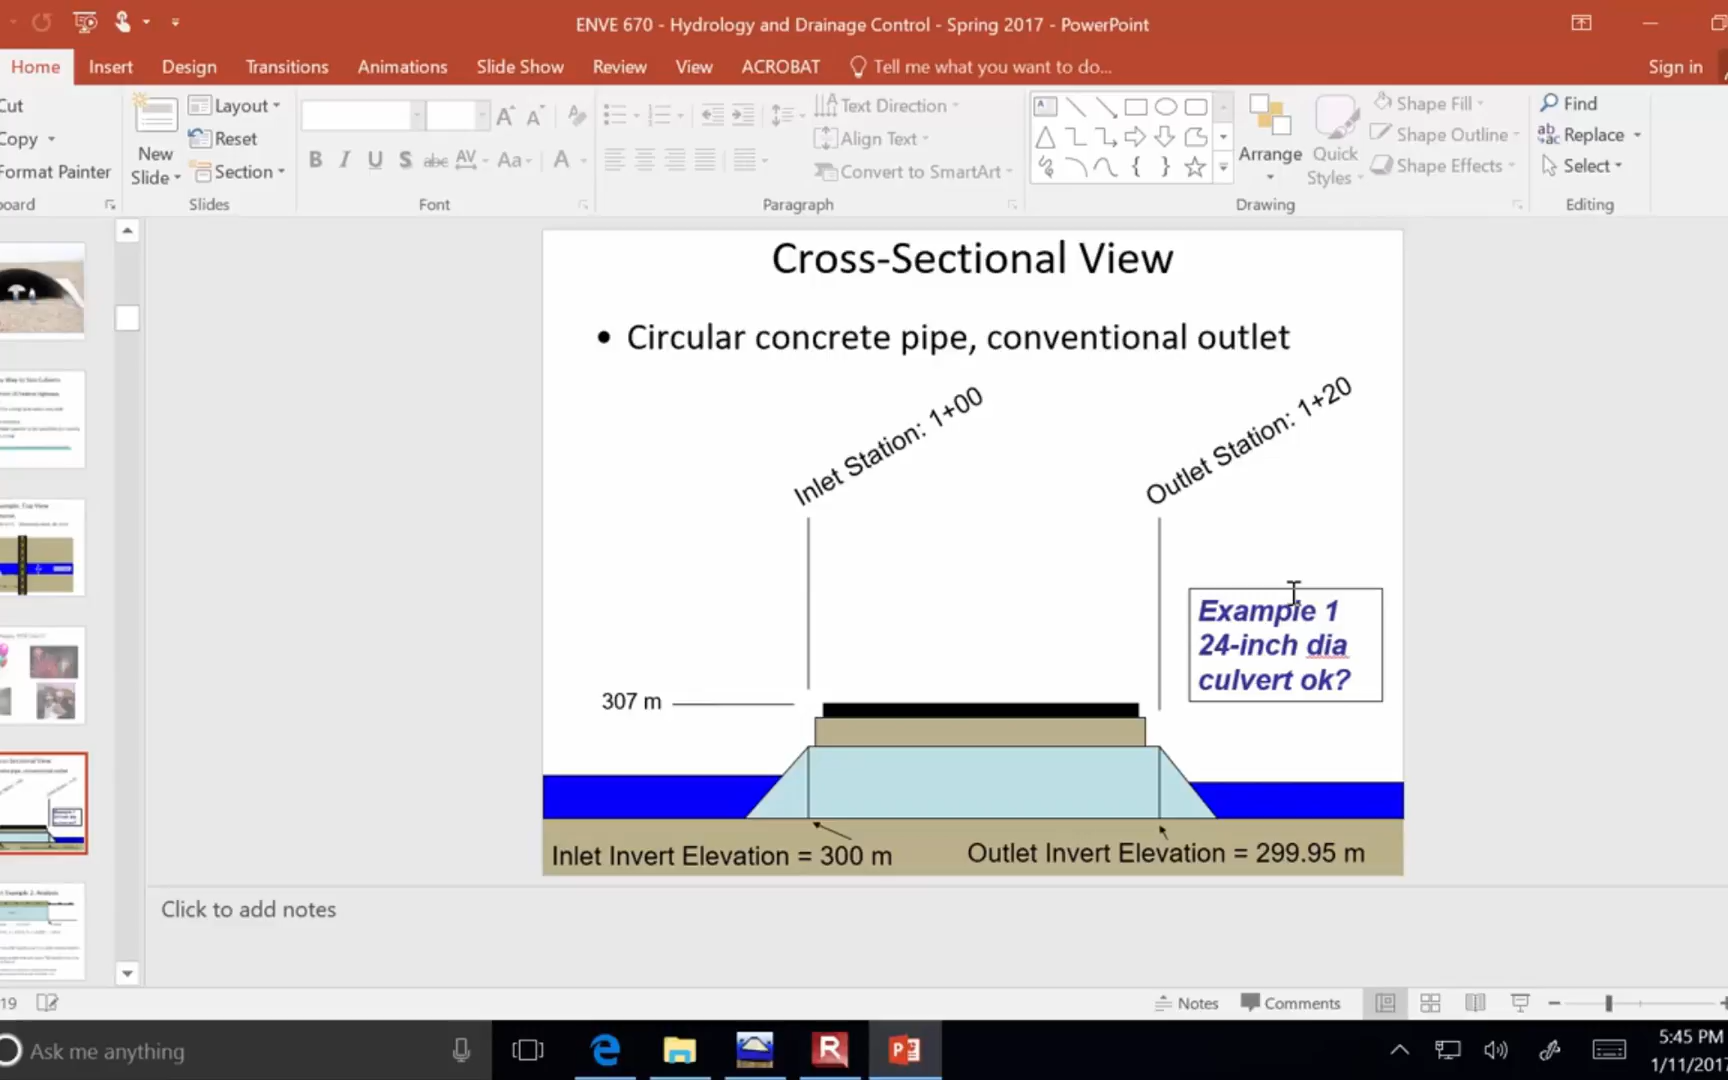 ENVE 670 - Hydrology and Drainage Control - Spring 2017 - PowerPoint
Home Insert Design Transitions Animations Slide Show Review View ACROBAT Tell me what you want to do... Sign in
Cut
Copy
Format Painter
New
Slide
Layout
Reset
Section
Slides
Font
Text Direction
Align Text
Convert to SmartArt
Paragraph
Arrange
Quick
Styles
Shape Fill
Shape Outline
Shape Effects
Drawing
Find
Replace
Select
Editing
Cross-Sectional View
• Circular concrete pipe, conventional outlet
Inlet Station: 1+00
Outlet Station: 1+20
Example 1
24-inch dia
culvert ok?
307 m
Inlet Invert Elevation = 300 m
Outlet Invert Elevation = 299.95 m
Click to add notes
19
Notes
Comments
Ask me anything
5:45 PM
1/11/201